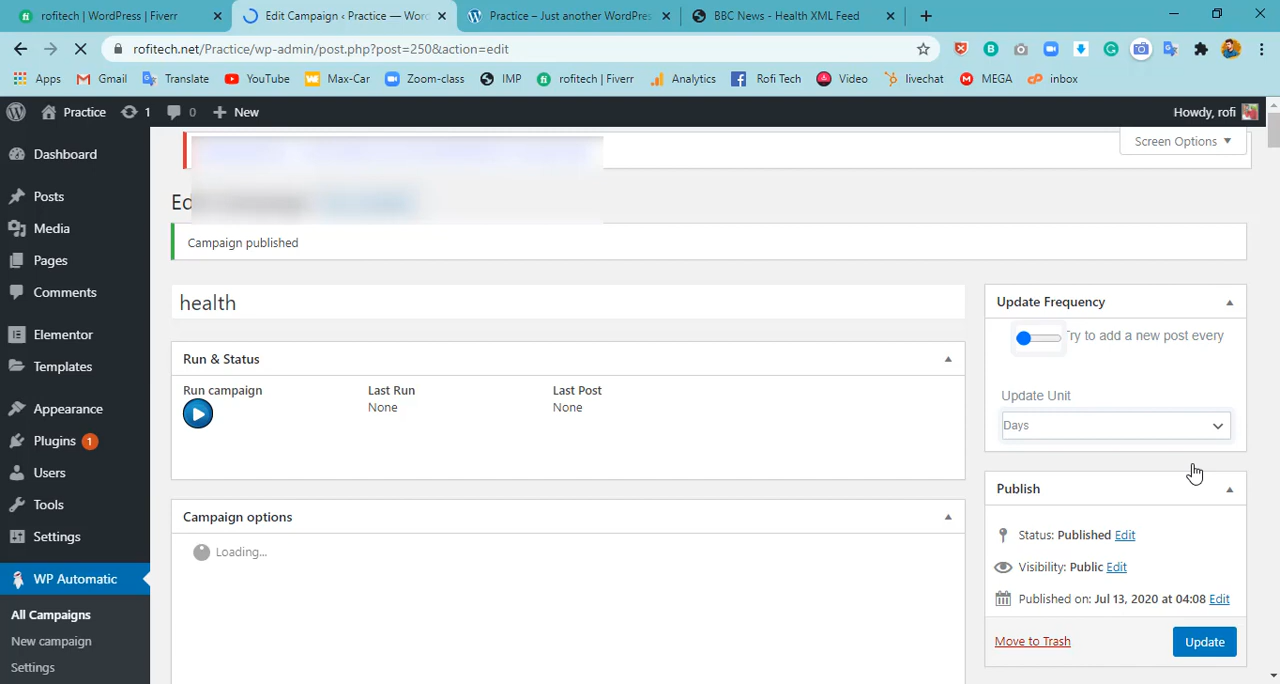 rofitech | WordPress | Fiverr
Edit Campaign ‹ Practice — Word
Practice – Just another WordPres
BBC News - Health XML Feed
rofitech.net/Practice/wp-admin/post.php?post=250&action=edit
Apps
Gmail
Translate
YouTube
Max-Car
Zoom-class
IMP
rofitech | Fiverr
Analytics
Rofi Tech
Video
livechat
MEGA
inbox
Practice
1
0
New
Howdy, rofi
Screen Options
Dashboard
Posts
Media
Pages
Comments
Elementor
Templates
Appearance
Plugins 1
Users
Tools
Settings
WP Automatic
All Campaigns
New campaign
Settings
Campaign published
health
Run & Status
Run campaign
Last Run
None
Last Post
None
Campaign options
Loading...
Update Frequency
Try to add a new post every
Update Unit
Days
Publish
Status: Published Edit
Visibility: Public Edit
Published on: Jul 13, 2020 at 04:08 Edit
Move to Trash
Update